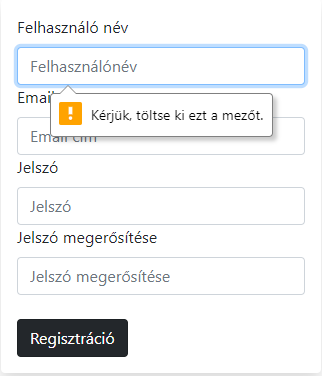 Felhasználó név
Felhasználónév
Email
Kérjük, töltse ki ezt a mezőt.
Email cím
Jelszó
Jelszó
Jelszó megerősítése
Jelszó megerősítése
Regisztráció